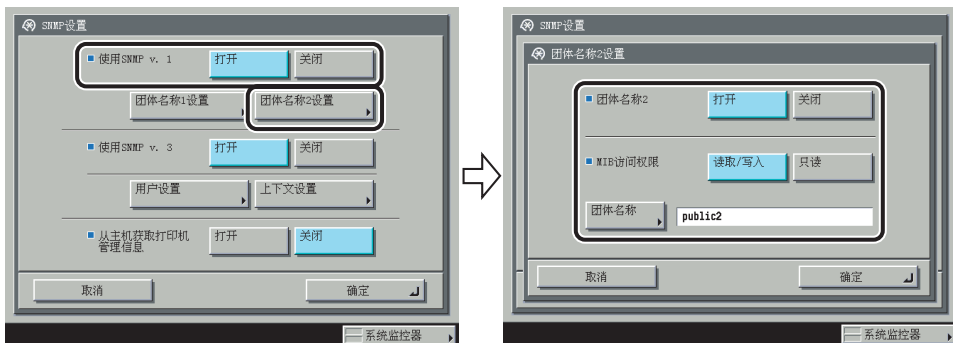 SNMP设置
使用SNMP v. 1 打开 关闭
团体名称1设置 团体名称2设置
使用SNMP v. 3 打开 关闭
用户设置 上下文设置
从主机获取打印机 打开 关闭
管理信息
取消 确定
系统监控器
SNMP设置
团体名称2设置
团体名称2 打开 关闭
MIB访问权限 读取/写入 只读
团体名称 public2
取消 确定
系统监控器